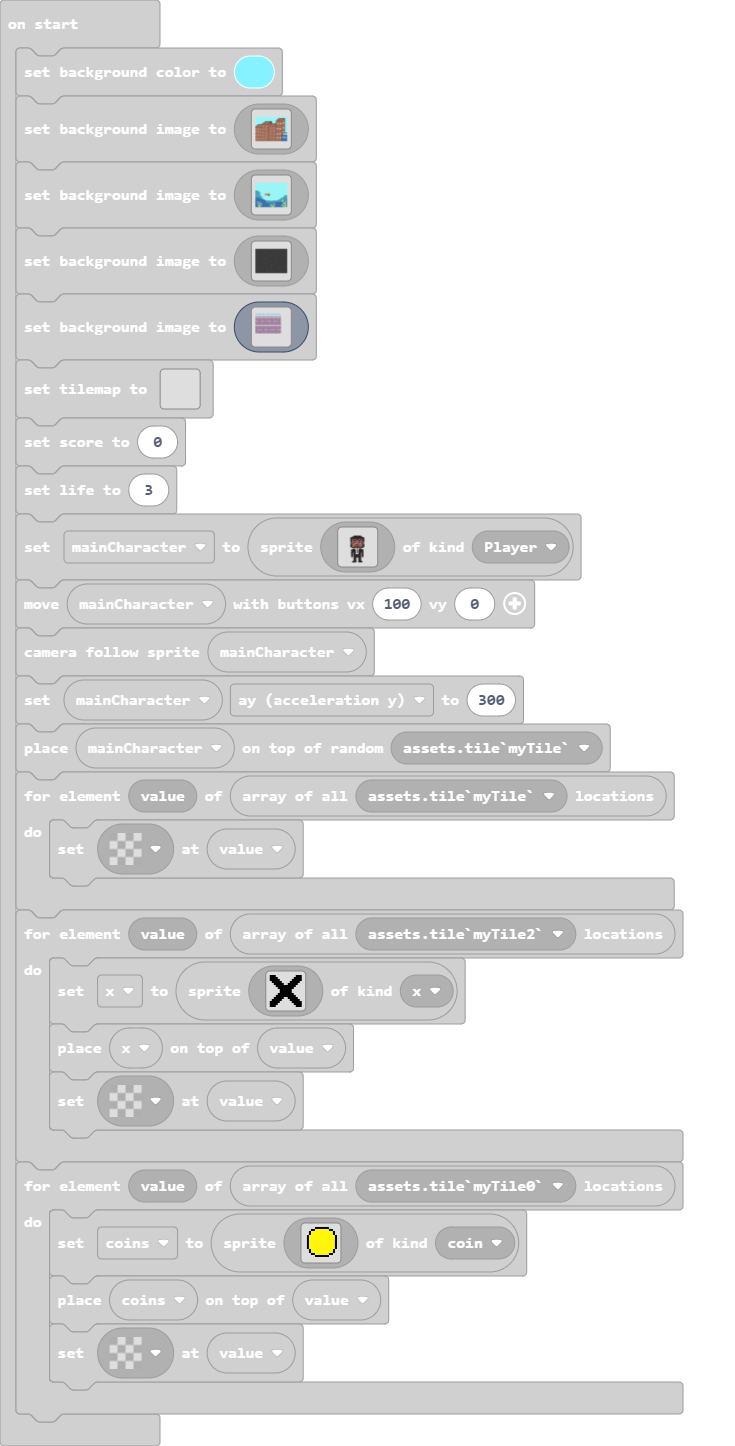 on start
set background color to
set background image to
set background image to
set background image to
set background image to
set tilemap to
set score to 0
set life to 3
set mainCharacter to sprite of kind Player
move mainCharacter with buttons vx 100 vy 0
camera follow sprite mainCharacter
set mainCharacter ay (acceleration y) to 300
place mainCharacter on top of random assets.tile`myTile`
for element value of array of all assets.tile`myTile` locations
do
set at value
for element value of array of all assets.tile`myTile2` locations
do
set x to sprite of kind x
place x on top of value
set at value
for element value of array of all assets.tile`myTile0` locations
do
set coins to sprite of kind coin
place coins on top of value
set at value